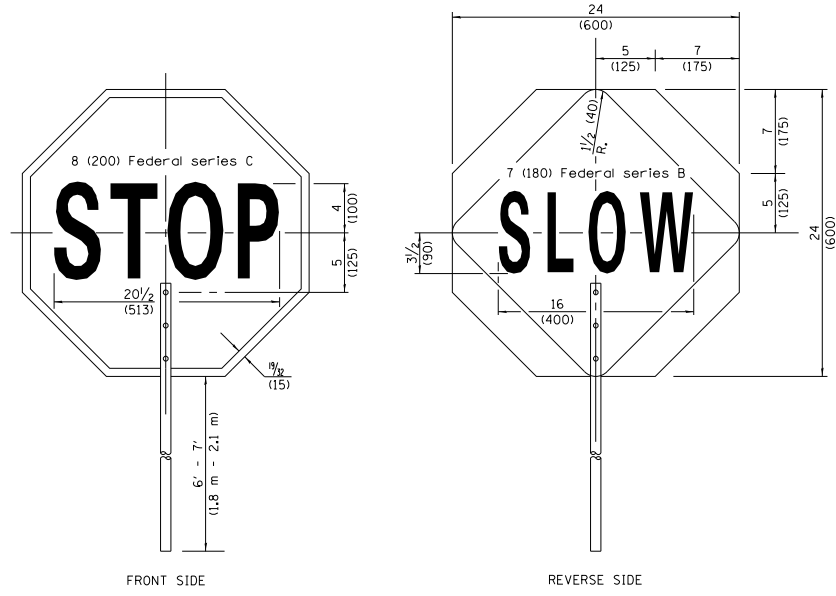 24
(600)
5
(125)
7
(175)
1 1/2 (40)
R.
8 (200) Federal series C
STOP
4
(100)
5
(125)
20 1/2
(513)
19/32
(15)
6' - 7'
(1.8 m - 2.1 m)
FRONT SIDE
7 (180) Federal series B
SLOW
3 1/2
(90)
16
(400)
7
(175)
5
(125)
24
(600)
REVERSE SIDE